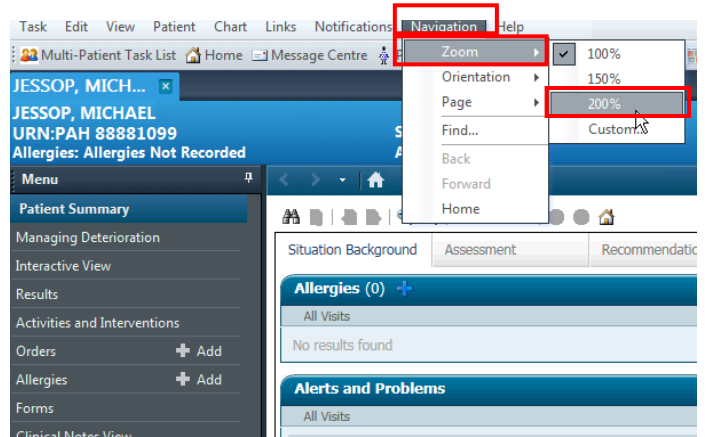 Task Edit View Patient Chart Links Notifications Navigation Help
Multi-Patient Task List Home Message Centre
Zoom
100%
150%
200%
Custom...
Orientation
Page
Find...
Back
Forward
Home
JESSOP, MICH...
JESSOP, MICHAEL
URN:PAH 88881099
Allergies: Allergies Not Recorded
Menu
Patient Summary
Managing Deterioration
Interactive View
Results
Activities and Interventions
Orders Add
Allergies Add
Forms
Clinical Notes View
Situation Background Assessment
Allergies (0)
All Visits
No results found
Alerts and Problems
All Visits